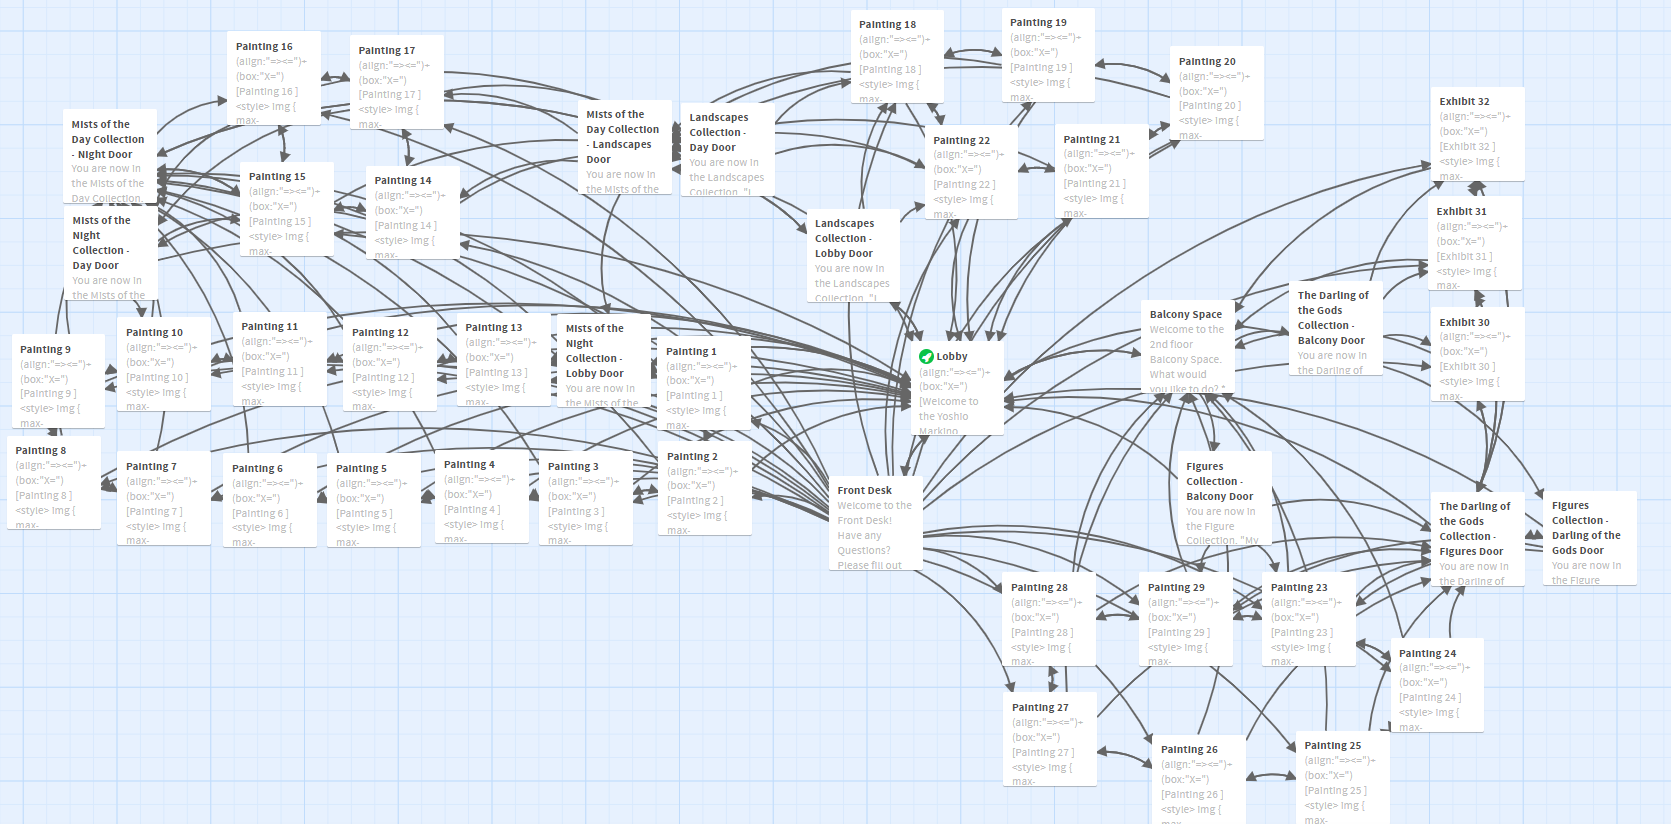 Painting 16
(align:"=><=")+
(box:"X=")
[Painting 16 ]
<style> img {
max-
Painting 17
(align:"=><=")+
(box:"X=")
[Painting 17 ]
<style> img {
max-
Painting 18
(align:"=><=")+
(box:"X=")
[Painting 18 ]
<style> img {
max-
Painting 19
(align:"=><=")+
(box:"X=")
[Painting 19 ]
<style> img {
max-
Painting 20
(align:"=><=")+
(box:"X=")
[Painting 20 ]
<style> img {
max-
Exhibit 32
(align:"=><=")+
(box:"X=")
[Exhibit 32 ]
<style> img {
max-
Mists of the
Day Collection
- Night Door
You are now in
the Mists of the
Day Collection.
Mists of the
Day Collection
- Landscapes
Door
You are now in
the Mists of the
Landscapes
Collection -
Day Door
You are now in
the Landscapes
Collection. "I
Painting 22
(align:"=><=")+
(box:"X=")
[Painting 22 ]
<style> img {
max-
Painting 21
(align:"=><=")+
(box:"X=")
[Painting 21 ]
<style> img {
max-
Painting 15
(align:"=><=")+
(box:"X=")
[Painting 15 ]
<style> img {
max-
Painting 14
(align:"=><=")+
(box:"X=")
[Painting 14 ]
<style> img {
max-
Mists of the
Night
Collection -
Day Door
You are now in
the Mists of the
Landscapes
Collection -
Lobby Door
You are now in
the Landscapes
Collection. "I
Exhibit 31
(align:"=><=")+
(box:"X=")
[Exhibit 31 ]
<style> img {
max-
Balcony Space
Welcome to the
2nd floor
Balcony Space.
What would
you like to do? *
The Darling of
the Gods
Collection -
Balcony Door
You are now in
the Darling of
Exhibit 30
(align:"=><=")+
(box:"X=")
[Exhibit 30 ]
<style> img {
max-
Painting 9
(align:"=><=")+
(box:"X=")
[Painting 9 ]
<style> img {
max-
Painting 10
(align:"=><=")+
(box:"X=")
[Painting 10 ]
<style> img {
max-
Painting 11
(align:"=><=")+
(box:"X=")
[Painting 11 ]
<style> img {
max-
Painting 12
(align:"=><=")+
(box:"X=")
[Painting 12 ]
<style> img {
max-
Painting 13
(align:"=><=")+
(box:"X=")
[Painting 13 ]
<style> img {
max-
Mists of the
Night
Collection -
Lobby Door
You are now in
the Mists of the
Painting 1
(align:"=><=")+
(box:"X=")
[Painting 1 ]
<style> img {
max-
Lobby
(align:"=><=")+
(box:"X=")
[Welcome to
the Yoshio
Markino
Painting 8
(align:"=><=")+
(box:"X=")
[Painting 8 ]
<style> img {
max-
Painting 7
(align:"=><=")+
(box:"X=")
[Painting 7 ]
<style> img {
max-
Painting 6
(align:"=><=")+
(box:"X=")
[Painting 6 ]
<style> img {
max-
Painting 5
(align:"=><=")+
(box:"X=")
[Painting 5 ]
<style> img {
max-
Painting 4
(align:"=><=")+
(box:"X=")
[Painting 4 ]
<style> img {
max-
Painting 3
(align:"=><=")+
(box:"X=")
[Painting 3 ]
<style> img {
max-
Painting 2
(align:"=><=")+
(box:"X=")
[Painting 2 ]
<style> img {
max-
Front Desk
Welcome to the
Front Desk!
Have any
Questions?
Please fill out
Figures
Collection -
Balcony Door
You are now in
the Figure
Collection. "My
The Darling of
the Gods
Collection -
Figures Door
You are now in
the Darling of
Figures
Collection -
Darling of the
Gods Door
You are now in
the Figure
Painting 28
(align:"=><=")+
(box:"X=")
[Painting 28 ]
<style> img {
max-
Painting 29
(align:"=><=")+
(box:"X=")
[Painting 29 ]
<style> img {
max-
Painting 23
(align:"=><=")+
(box:"X=")
[Painting 23 ]
<style> img {
max-
Painting 24
(align:"=><=")+
(box:"X=")
[Painting 24 ]
<style> img {
max-
Painting 27
(align:"=><=")+
(box:"X=")
[Painting 27 ]
<style> img {
max-
Painting 26
(align:"=><=")+
(box:"X=")
[Painting 26 ]
<style> img {
max-
Painting 25
(align:"=><=")+
(box:"X=")
[Painting 25 ]
<style> img {
max-